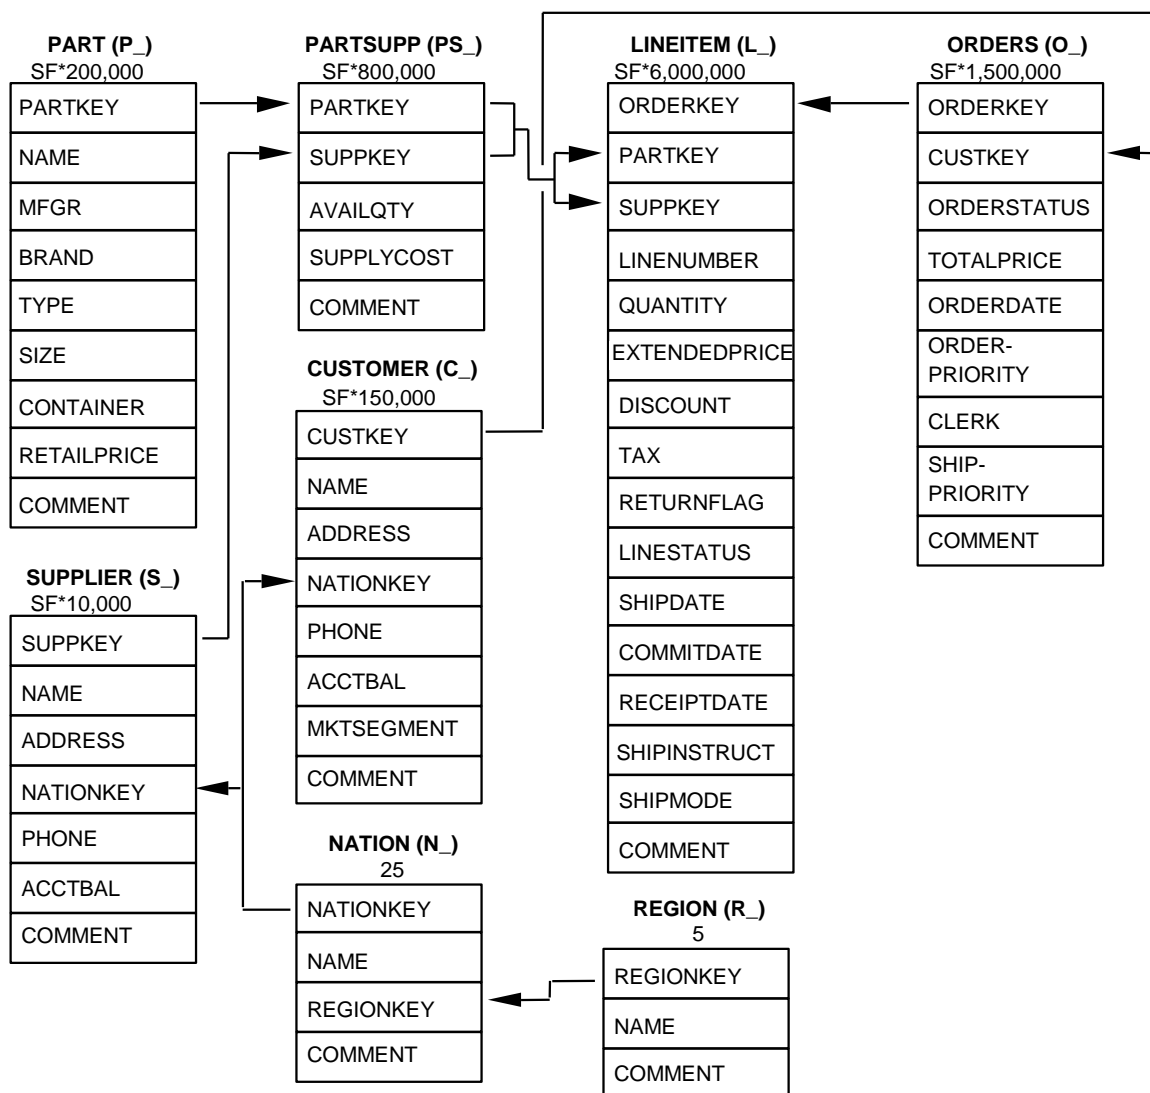 PART (P_)
SF*200,000
PARTKEY
NAME
MFGR
BRAND
TYPE
SIZE
CONTAINER
RETAILPRICE
COMMENT
SUPPLIER (S_)
SF*10,000
SUPPKEY
NAME
ADDRESS
NATIONKEY
PHONE
ACCTBAL
COMMENT
PARTSUPP (PS_)
SF*800,000
PARTKEY
SUPPKEY
AVAILQTY
SUPPLYCOST
COMMENT
CUSTOMER (C_)
SF*150,000
CUSTKEY
NAME
ADDRESS
NATIONKEY
PHONE
ACCTBAL
MKTSEGMENT
COMMENT
NATION (N_)
25
NATIONKEY
NAME
REGIONKEY
COMMENT
LINEITEM (L_)
SF*6,000,000
ORDERKEY
PARTKEY
SUPPKEY
LINENUMBER
QUANTITY
EXTENDEDPRICE
DISCOUNT
TAX
RETURNFLAG
LINESTATUS
SHIPDATE
COMMITDATE
RECEIPTDATE
SHIPINSTRUCT
SHIPMODE
COMMENT
REGION (R_)
5
REGIONKEY
NAME
COMMENT
ORDERS (O_)
SF*1,500,000
ORDERKEY
CUSTKEY
ORDERSTATUS
TOTALPRICE
ORDERDATE
ORDER-
PRIORITY
CLERK
SHIP-
PRIORITY
COMMENT